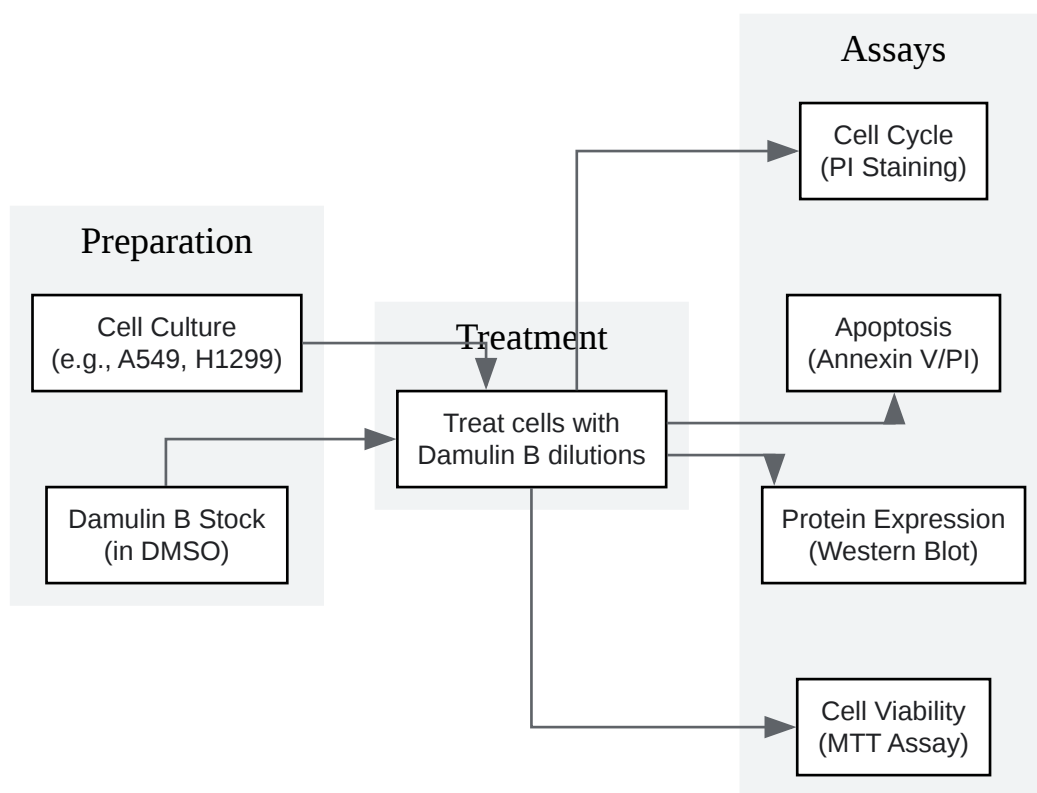 Preparation
Cell Culture
(e.g., A549, H1299)
Damulin B Stock
(in DMSO)
Treatment
Treat cells with
Damulin B dilutions
Assays
Cell Cycle
(PI Staining)
Apoptosis
(Annexin V/PI)
Protein Expression
(Western Blot)
Cell Viability
(MTT Assay)